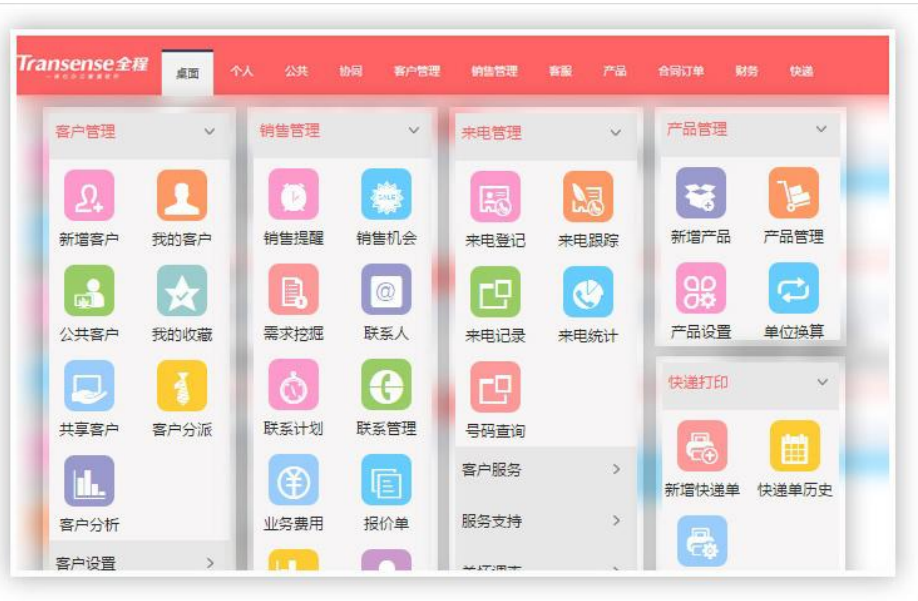 Transense全程
桌面 个人 公共 协同 客户管理 销售管理 客服 产品 合同订单 财务 快递
客户管理
新增客户 我的客户
公共客户 我的收藏
共享客户 客户分派
客户分析
客户设置
销售管理
销售提醒 销售机会
SALE
需求挖掘 联系人
联系计划 联系管理
业务费用 报价单
来电管理
来电登记 来电跟踪
来电记录 来电统计
号码查询
客户服务
服务支持
产品管理
新增产品 产品管理
产品设置 单位换算
快递打印
新增快递单 快递单历史